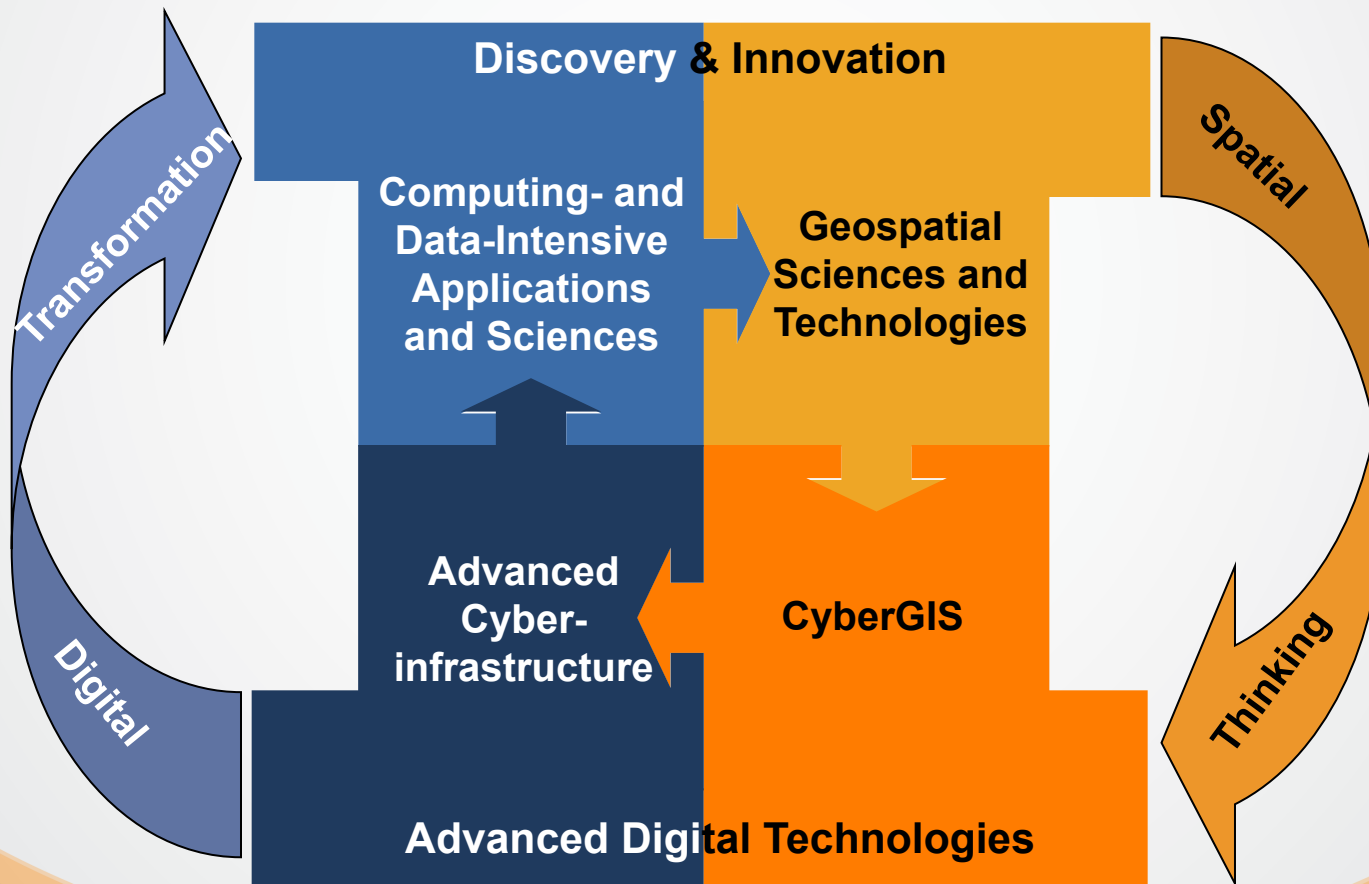 Discovery & Innovation
Transformation
Spatial
Computing- and
Data-Intensive
Applications
and Sciences
Geospatial
Sciences and
Technologies
Advanced
Cyber-
infrastructure
CyberGIS
Digital
Thinking
Advanced Digital Technologies